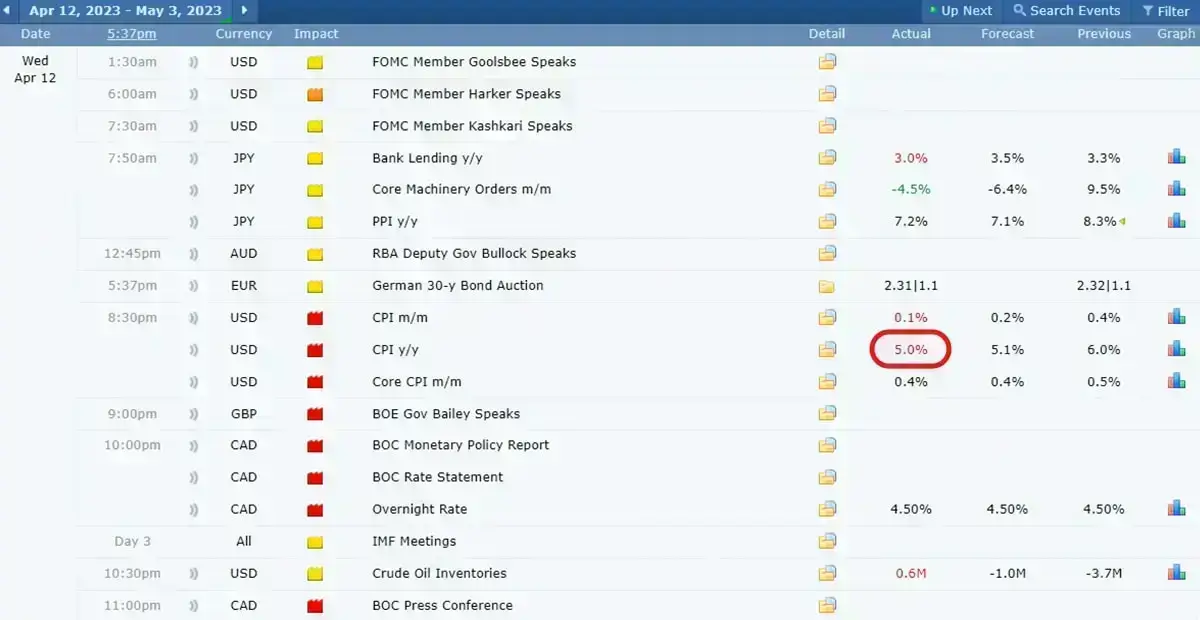 Apr 12, 2023 - May 3, 2023 Up Next Search Events Filter
Date 5:37pm Currency Impact Detail Actual Forecast Previous Graph
Wed 1:30am USD FOMC Member Goolsbee Speaks
Apr 12
6:00am USD FOMC Member Harker Speaks
7:30am USD FOMC Member Kashkari Speaks
7:50am JPY Bank Lending y/y 3.0% 3.5% 3.3%
JPY Core Machinery Orders m/m -4.5% -6.4% 9.5%
JPY PPI y/y 7.2% 7.1% 8.3%
12:45pm AUD RBA Deputy Gov Bullock Speaks
5:37pm EUR German 30-y Bond Auction 2.31|1.1 2.32|1.1
8:30pm USD CPI m/m 0.1% 0.2% 0.4%
USD CPI y/y 5.0% 5.1% 6.0%
USD Core CPI m/m 0.4% 0.4% 0.5%
9:00pm GBP BOE Gov Bailey Speaks
10:00pm CAD BOC Monetary Policy Report
CAD BOC Rate Statement
CAD Overnight Rate 4.50% 4.50% 4.50%
Day 3 All IMF Meetings
10:30pm USD Crude Oil Inventories 0.6M -1.0M -3.7M
11:00pm CAD BOC Press Conference